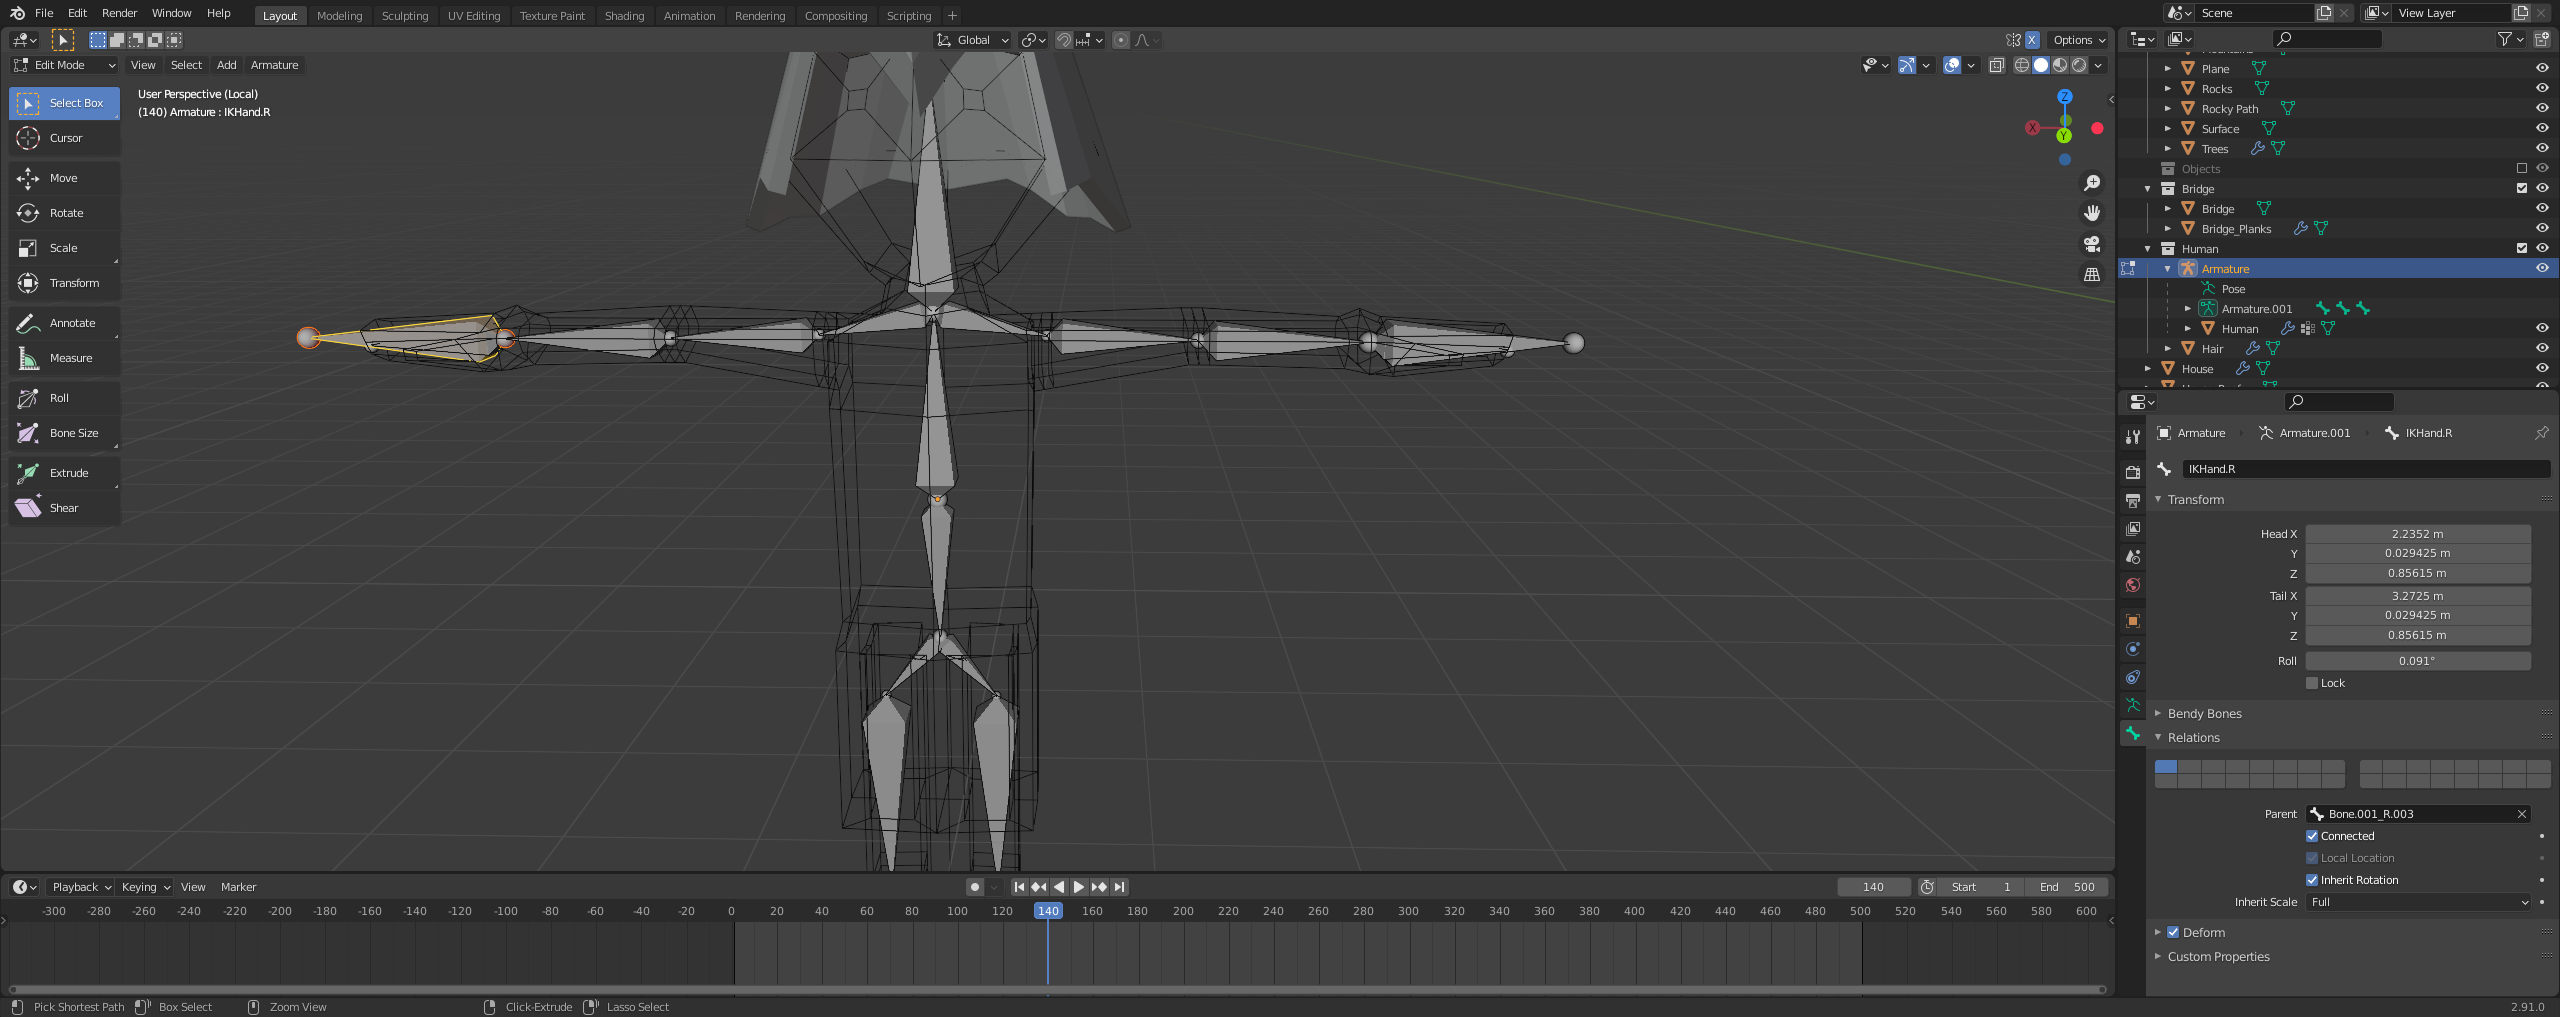 File Edit Render Window Help Layout Modeling Sculpting UV Editing Texture Paint Shading Animation Rendering Compositing Scripting + Scene View Layer
Global X Options
Edit Mode View Select Add Armature
User Perspective (Local)
(140) Armature : IKHand.R
Select Box
Cursor
Move
Rotate
Scale
Transform
Annotate
Measure
Roll
Bone Size
Extrude
Shear
Z
X
Y
Plane
Rocks
Rocky Path
Surface
Trees
Objects
Bridge
Bridge
Bridge_Planks
Human
Armature
Pose
Armature.001
Human
Hair
House
Armature Armature.001 IKHand.R
IKHand.R
Transform
Head X 2.2352 m
Y 0.029425 m
Z 0.85615 m
Tail X 3.2725 m
Y 0.029425 m
Z 0.85615 m
Roll 0.091°
Lock
Bendy Bones
Relations
Parent Bone.001_R.003
Connected
Local Location
Inherit Rotation
Inherit Scale Full
Deform
Custom Properties
Playback Keying View Marker 140 Start 1 End 500
-300 -280 -260 -240 -220 -200 -180 -160 -140 -120 -100 -80 -60 -40 -20 0 20 40 60 80 100 120 140 160 180 200 220 240 260 280 300 320 340 360 380 400 420 440 460 480 500 520 540 560 580 600
Pick Shortest Path Box Select Zoom View Click-Extrude Lasso Select 2.91.0